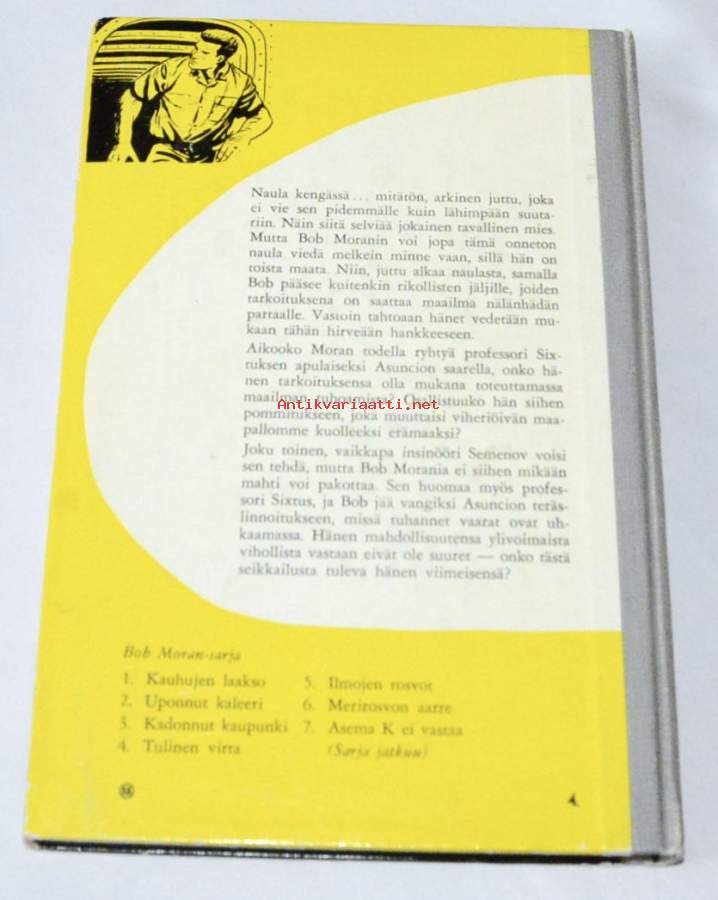 Naula kengässä... mitätön, arkinen juttu, joka
ei vie sen pidemmälle kuin lähimpään suuta-
riin. Näin siitä selviää jokainen tavallinen mies.
Mutta Bob Moranin voi jopa tämä onneton
naula viedä melkein minne vaan, sillä hän on
toista maata. Niin, juttu alkaa naulasta, samalla
Bob pääsee kuitenkin rikollisten jäljille, joiden
tarkoituksena on saattaa maailma nälänhädän
partaalle. Vastoin tahtoaan hänet vedetään mu-
kaan tähän hirveään hankkeeseen.
Aikooko Moran todella ryhtyä professori Six-
tuksen apulaiseksi Asuncion saarella, onko hä-
nen tarkoituksensa olla mukana toteuttamassa
maailman tuhoamista? Osallistuuko hän siihen
Antikvariaatti.net
pommitukseen, joka muuttaisi viheriöivän maa-
pallomme kuolleeksi erämaaksi?
Joku toinen, vaikkapa insinööri Semenov voisi
sen tehdä, mutta Bob Morania ei siihen mikään
mahti voi pakottaa. Sen huomaa myös profes-
sori Sixtus, ja Bob jää vangiksi Asuncion teräs-
linnoitukseen, missä tuhannet vaarat ovat uh-
kaamassa. Hänen mahdollisuutensa ylivoimaista
vihollista vastaan eivät ole suuret — onko tästä
seikkailusta tuleva hänen viimeisensä?
Bob Moran-sarja
1. Kauhujen laakso
2. Uponnut kaleeri
3. Kadonnut kaupunki
4. Tulinen virta
5. Ilmojen rosvot
6. Merirosvon aarre
7. Asema K ei vastaa
(Sarja jatkuu)
4.